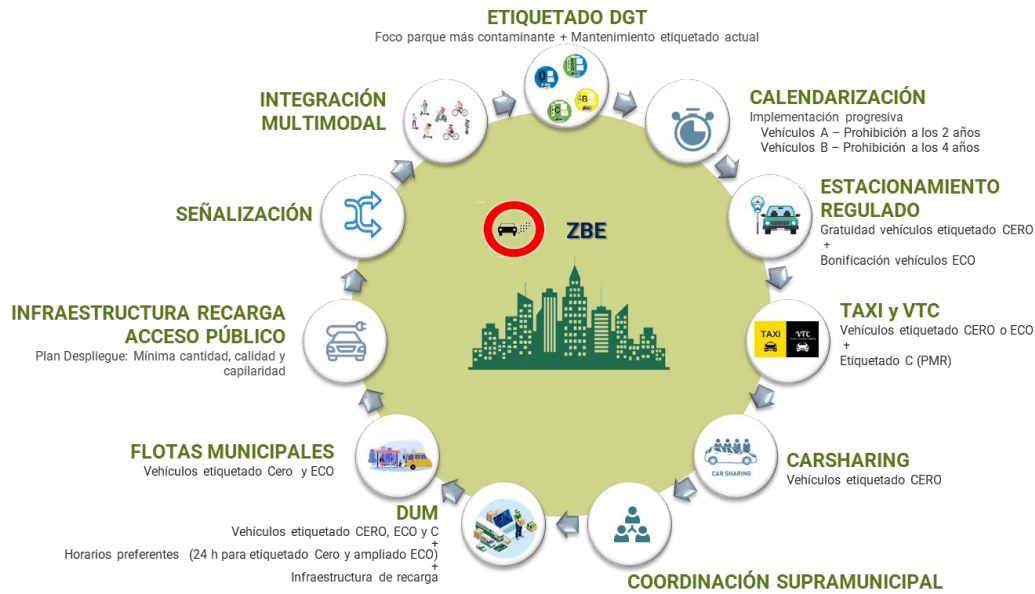 ETIQUETADO DGT
Foco parque más contaminante + Mantenimiento etiquetado actual
CALENDARIZACIÓN
Implementación progresiva
Vehículos A – Prohibición a los 2 años
Vehículos B – Prohibición a los 4 años
ESTACIONAMIENTO
REGULADO
Gratuidad vehículos etiquetado CERO
+
Bonificación vehículos ECO
TAXI y VTC
Vehículos etiquetado CERO o ECO
+
Etiquetado C (PMR)
TAXI
VTC
CARSHARING
Vehículos etiquetado CERO
CAR SHARING
COORDINACIÓN SUPRAMUNICIPAL
DUM
Vehículos etiquetado CERO, ECO y C
+
Horarios preferentes (24 h para etiquetado Cero y ampliado ECO)
+
Infraestructura de recarga
FLOTAS MUNICIPALES
Vehículos etiquetado Cero y ECO
INFRAESTRUCTURA RECARGA
ACCESO PÚBLICO
Plan Despliegue: Mínima cantidad, calidad y
capilaridad
SEÑALIZACIÓN
INTEGRACIÓN
MULTIMODAL
ZBE
0
B
C